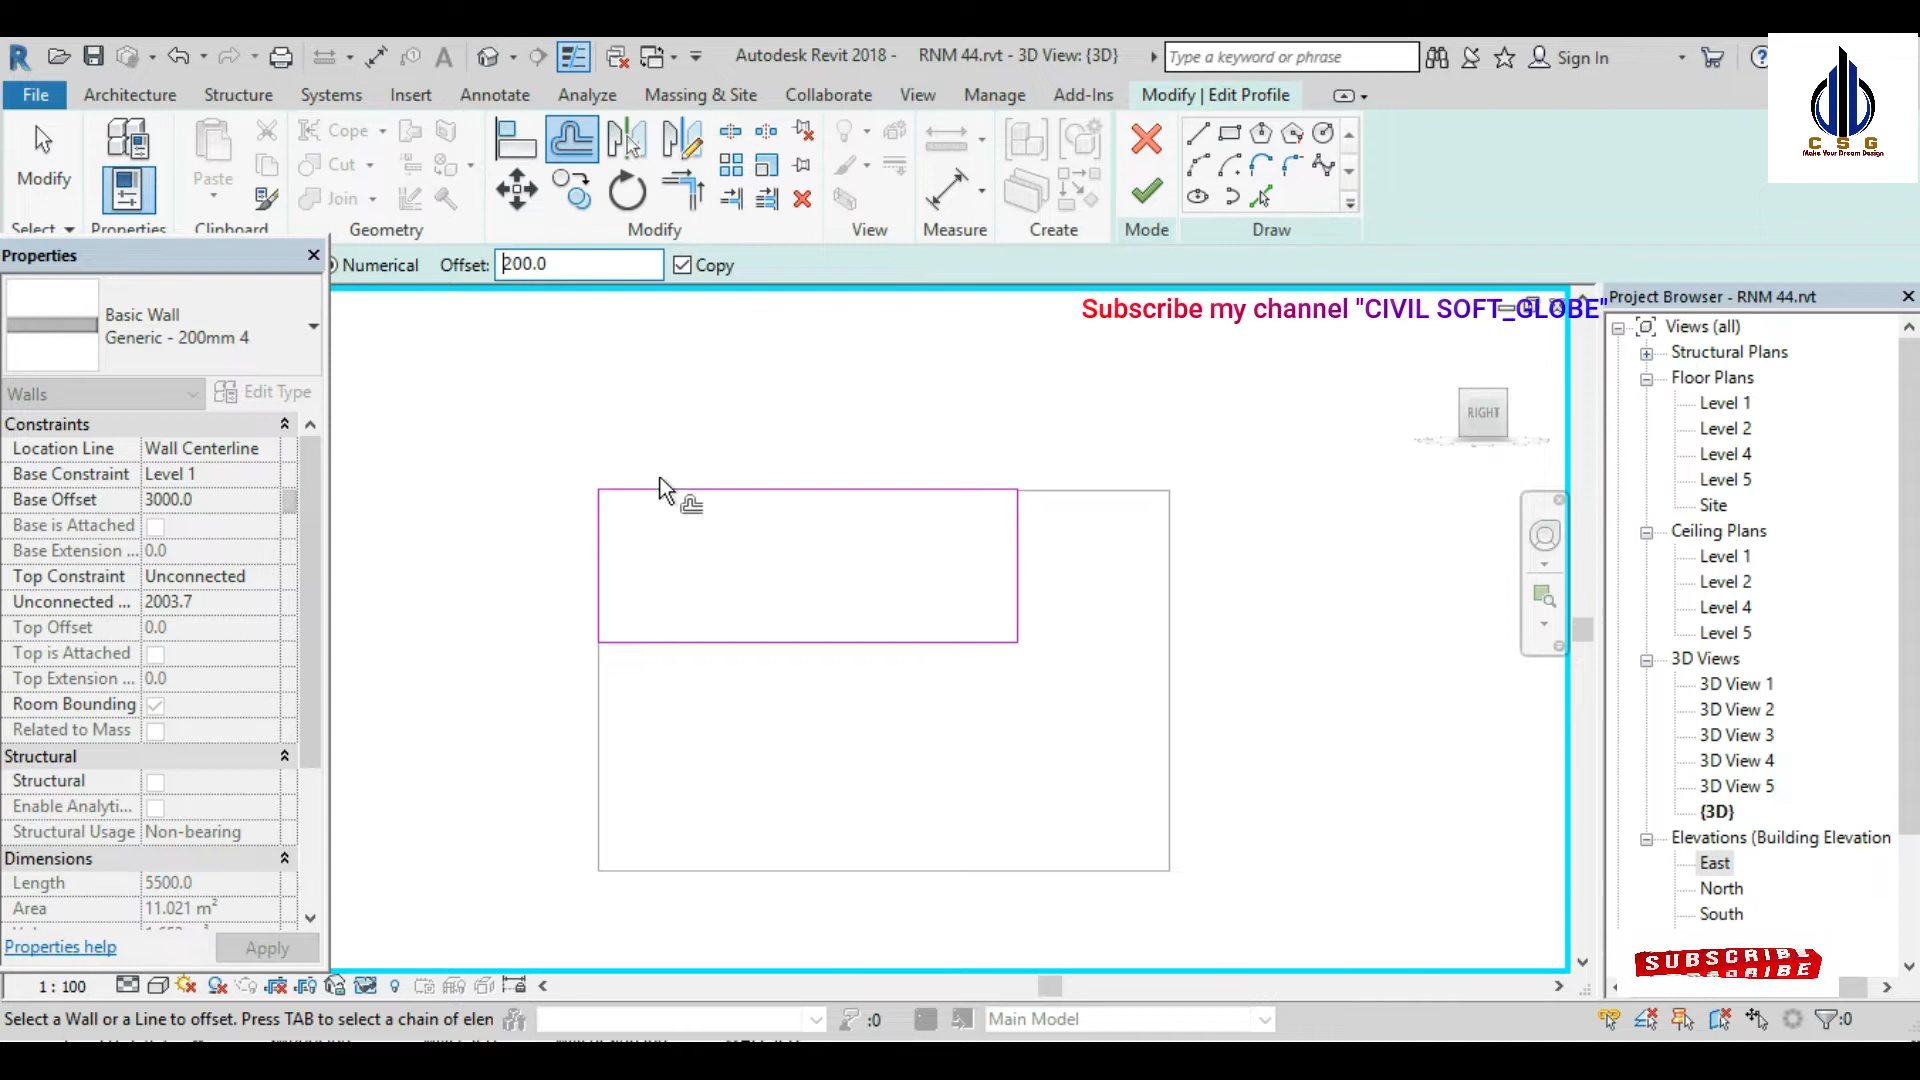 Autodesk Revit 2018 - RNM 44.rvt - 3D View: {3D}
Type a keyword or phrase
Sign In
File Architecture Structure Systems Insert Annotate Analyze Massing & Site Collaborate View Manage Add-Ins Modify | Edit Profile
C S G
Make Your Dream Design
Modify
Paste
Cope
Cut
Join
Select Properties Clipboard Geometry Modify View Measure Create Mode Draw
Properties
Numerical Offset: 200.0 Copy
Basic Wall
Generic - 200mm 4
Walls Edit Type
Constraints
Location Line Wall Centerline
Base Constraint Level 1
Base Offset 3000.0
Base is Attached
Base Extension ... 0.0
Top Constraint Unconnected
Unconnected ... 2003.7
Top Offset 0.0
Top is Attached
Top Extension ... 0.0
Room Bounding
Related to Mass
Structural
Structural
Enable Analyti...
Structural Usage Non-bearing
Dimensions
Length 5500.0
Area 11.021 m²
Properties help Apply
Subscribe my channel "CIVIL SOFT_GLOBE"
RIGHT
Project Browser - RNM 44.rvt
Views (all)
Structural Plans
Floor Plans
Level 1
Level 2
Level 4
Level 5
Site
Ceiling Plans
Level 1
Level 2
Level 4
Level 5
3D Views
3D View 1
3D View 2
3D View 3
3D View 4
3D View 5
{3D}
Elevations (Building Elevation
East
North
South
SUBSCRIBE
1 : 100
Select a Wall or a Line to offset. Press TAB to select a chain of elen
:0
Main Model
:0